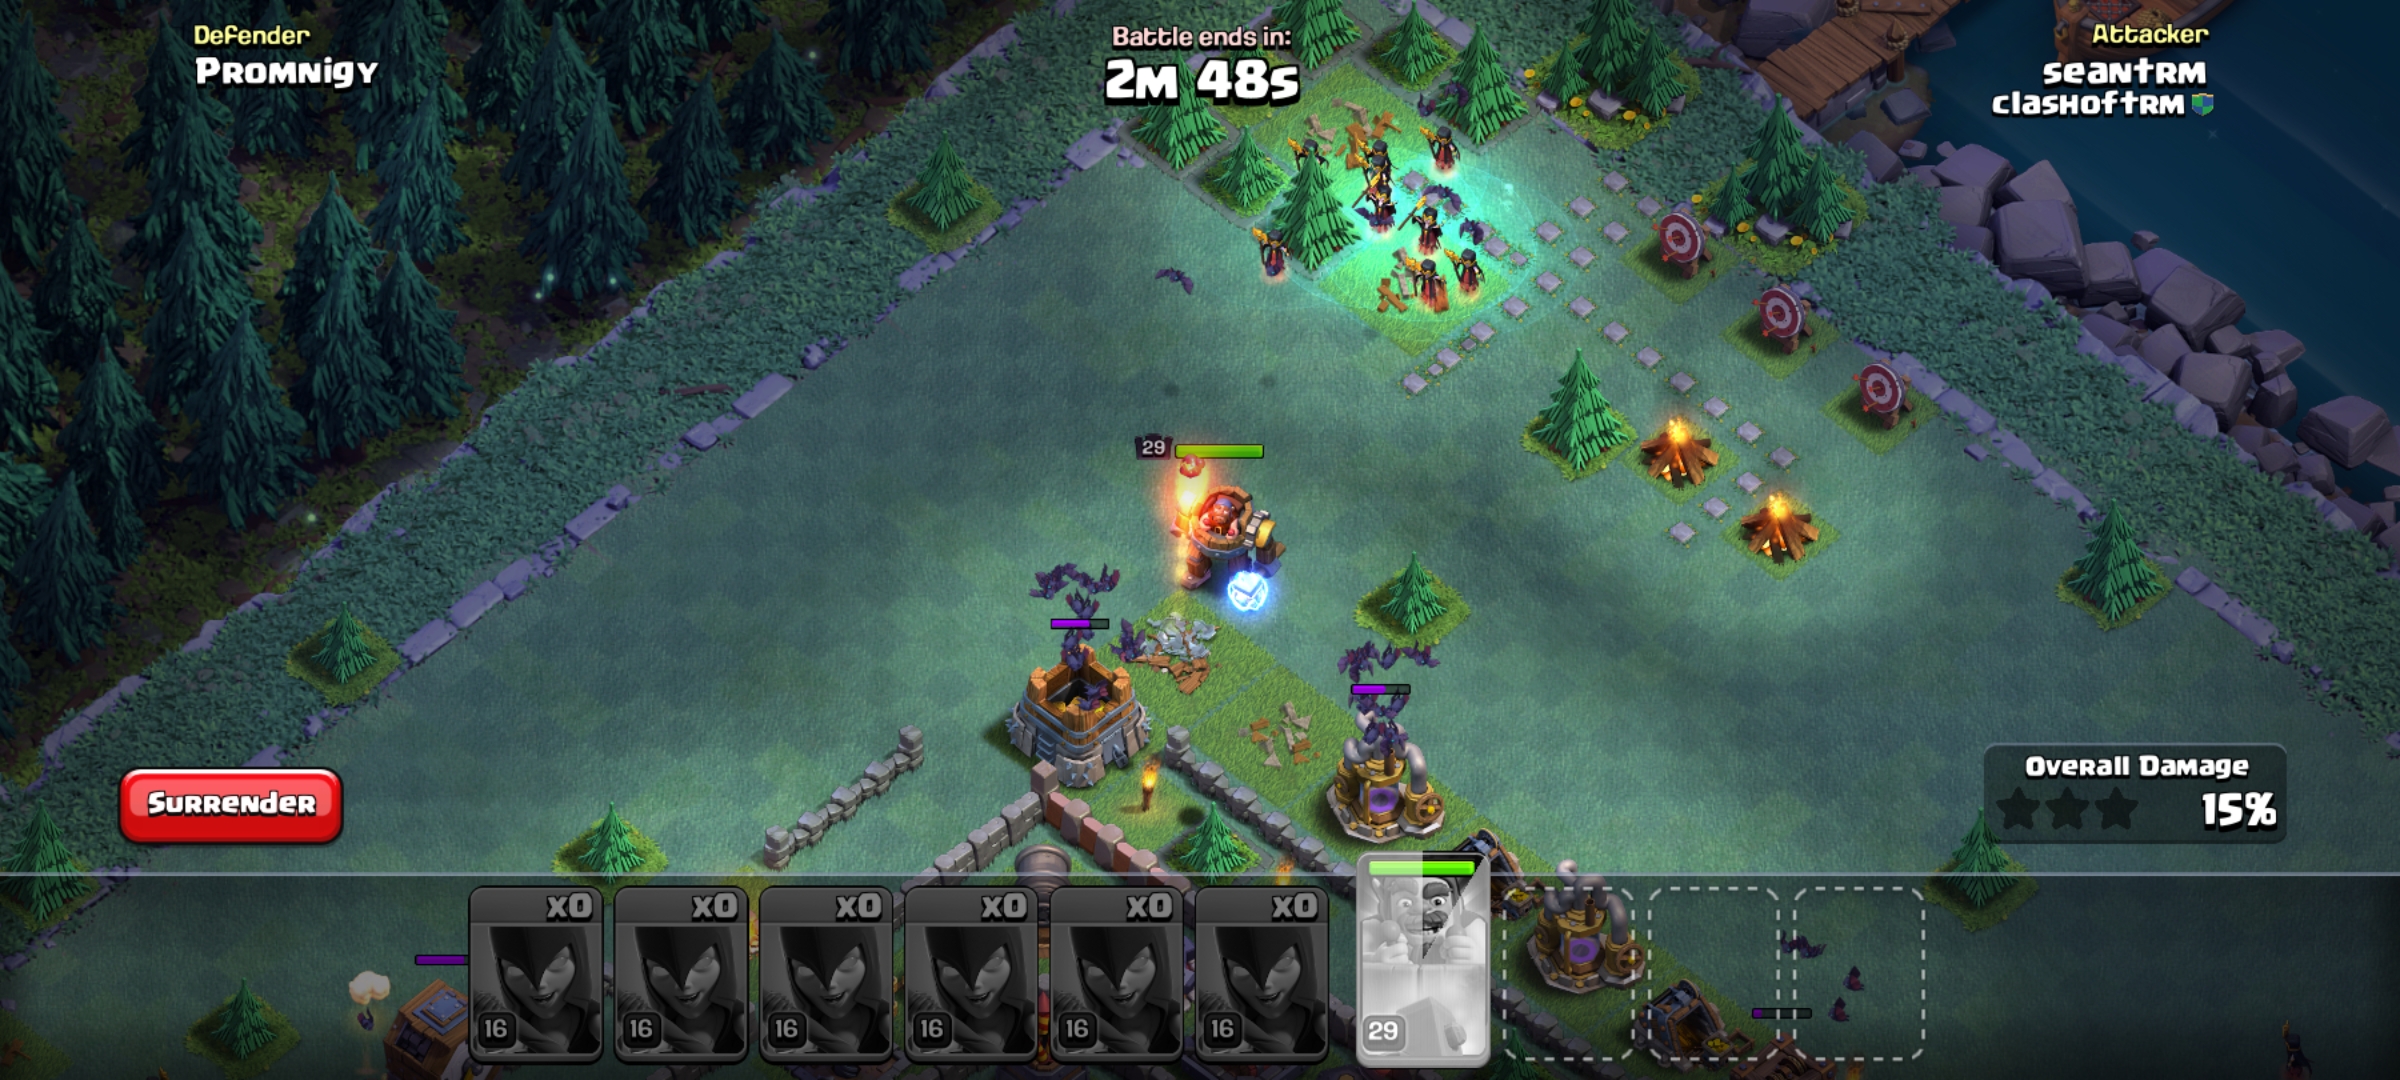 Defender
Promnigy
Battle ends in:
2m 48s
Attacker
seantrm
clashoftrm
29
Surrender
Overall Damage
15%
x0
x0
x0
x0
x0
x0
16
16
16
16
16
16
29